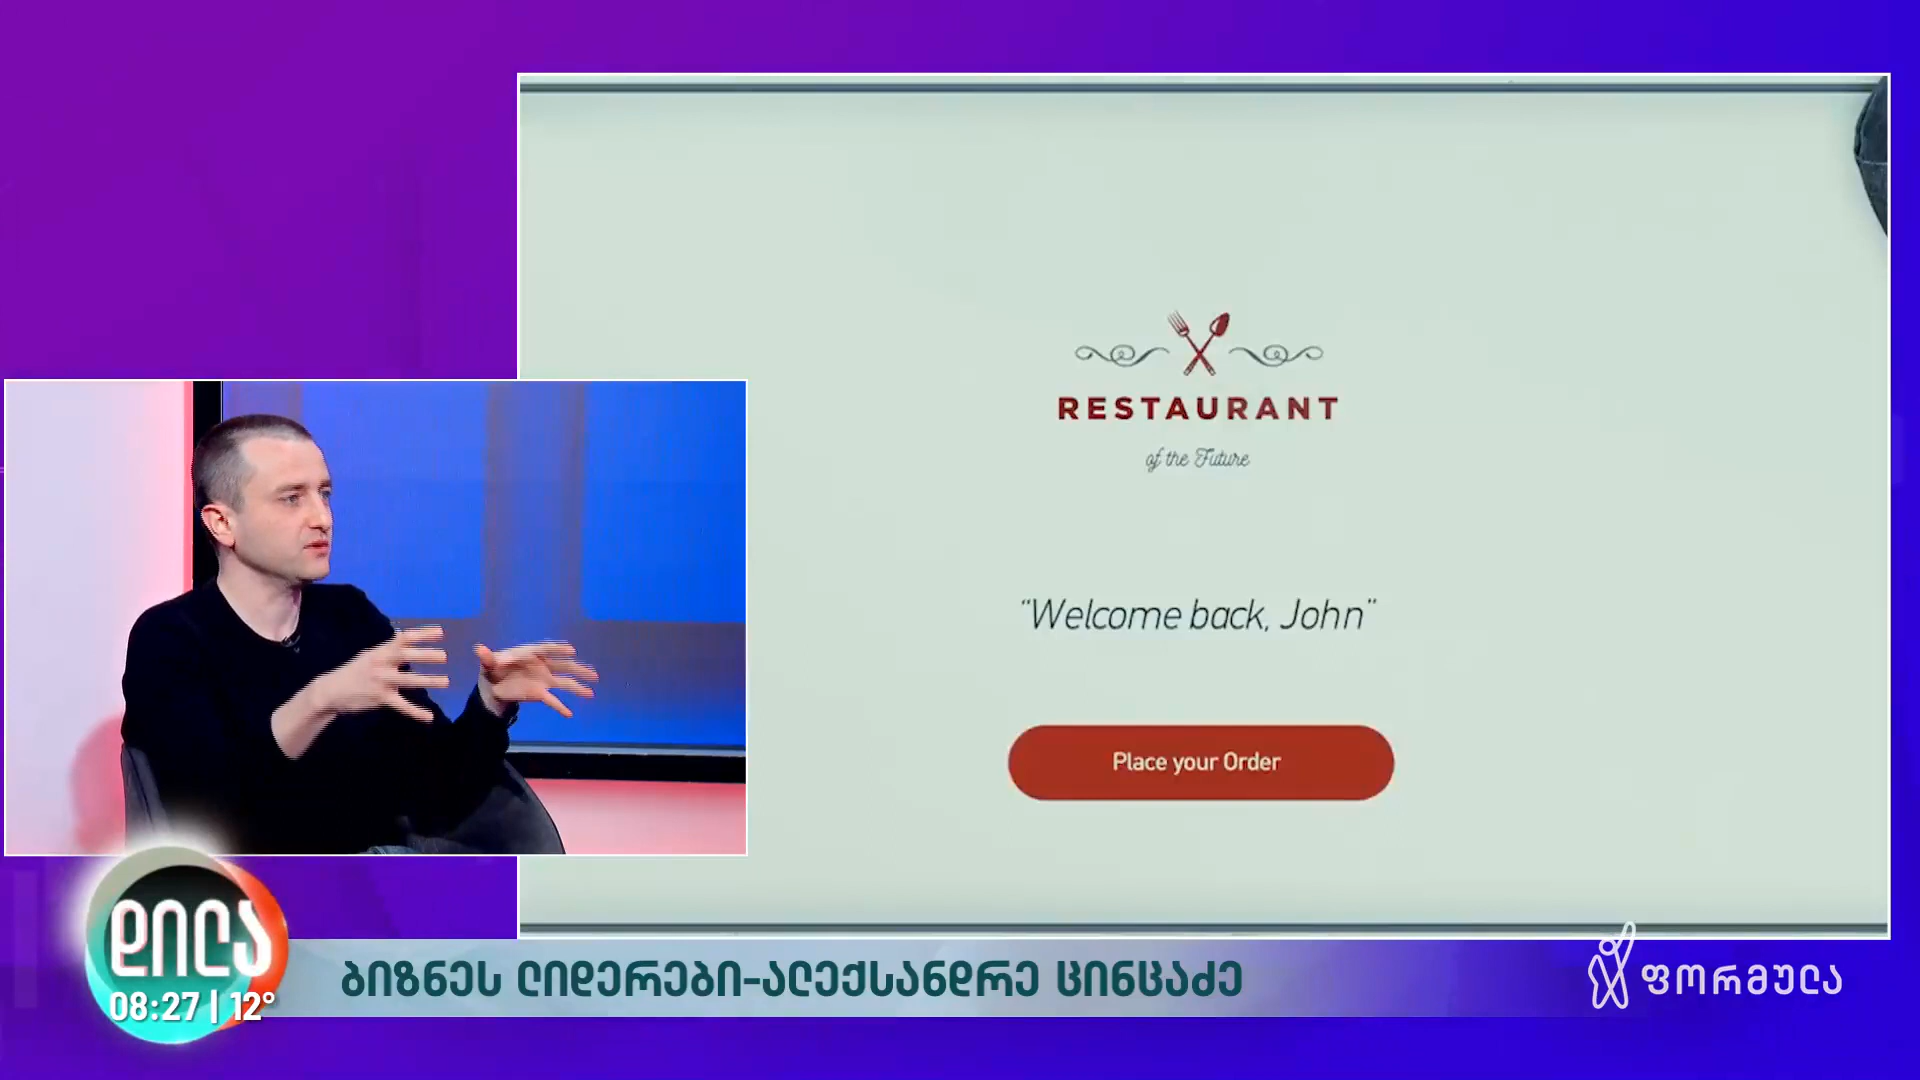 RESTAURANT
of the Future
“Welcome back, John”
Place your Order
დილა
08:27 | 12°
ბიზნეს ლიდერები-ალექსანდრე ცინცაძე
ფორმულა